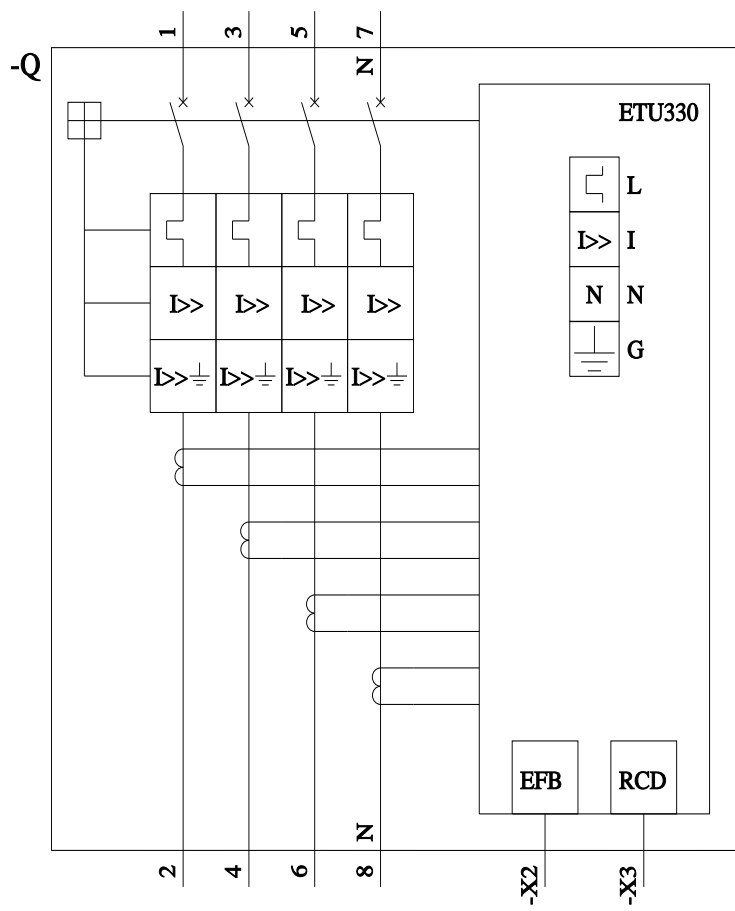 1 3 5 7
-Q
N
ETU330
L
I>> I
N N
G
I>> I>> I>> I>>
I>> I>> I>> I>>
EFB RCD
N
2 4 6 8
-X2 -X3